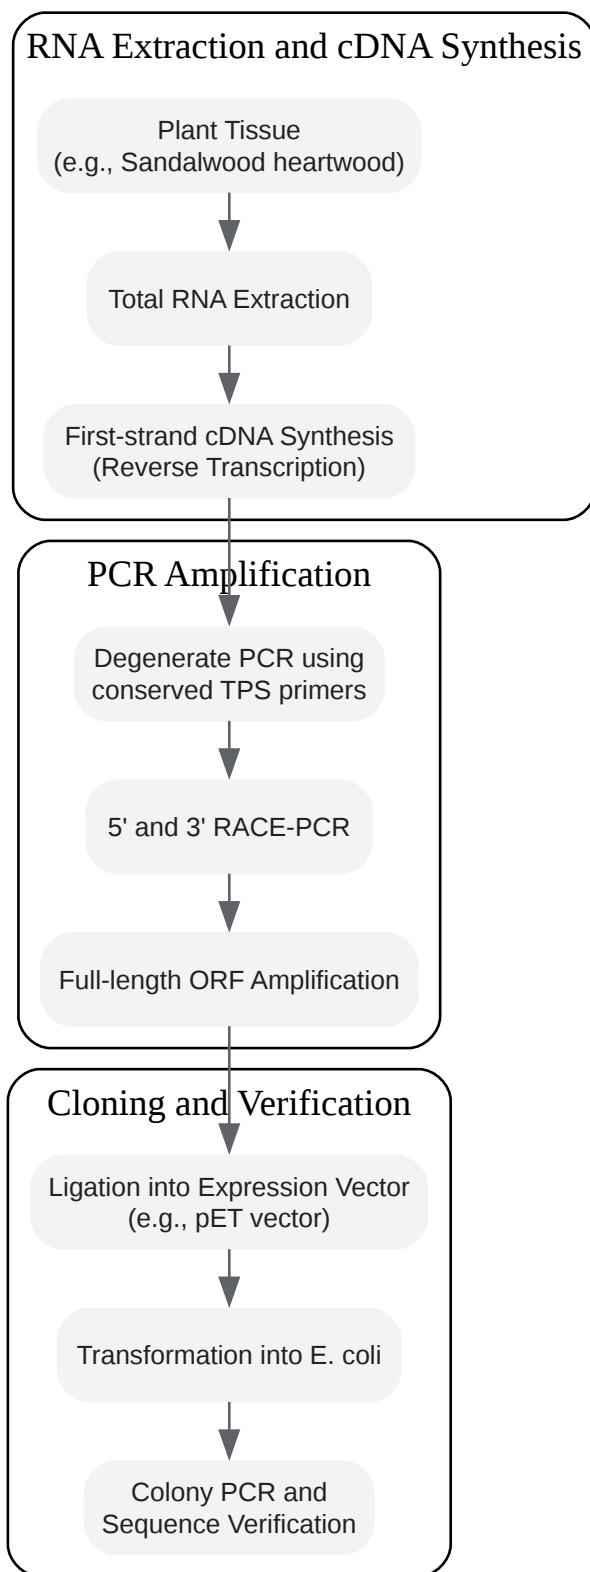 RNA Extraction and cDNA Synthesis
Plant Tissue
(e.g., Sandalwood heartwood)
Total RNA Extraction
First-strand cDNA Synthesis
(Reverse Transcription)
PCR Amplification
Degenerate PCR using
conserved TPS primers
5' and 3' RACE-PCR
Full-length ORF Amplification
Cloning and Verification
Ligation into Expression Vector
(e.g., pET vector)
Transformation into E. coli
Colony PCR and
Sequence Verification